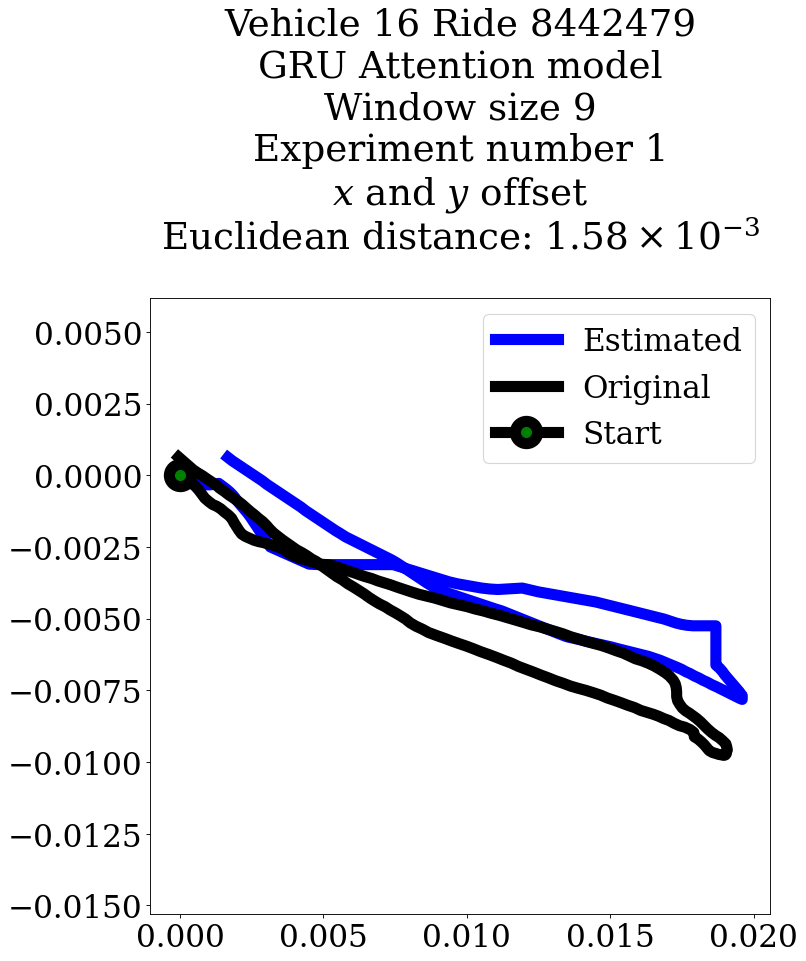 Vehicle 16 Ride 8442479
GRU Attention model
Window size 9
Experiment number 1
x and y offset
Euclidean distance: 1.58 × 10⁻³
Estimated
Original
Start
0.0050
0.0025
0.0000
−0.0025
−0.0050
−0.0075
−0.0100
−0.0125
−0.0150
0.000 0.005 0.010 0.015 0.020